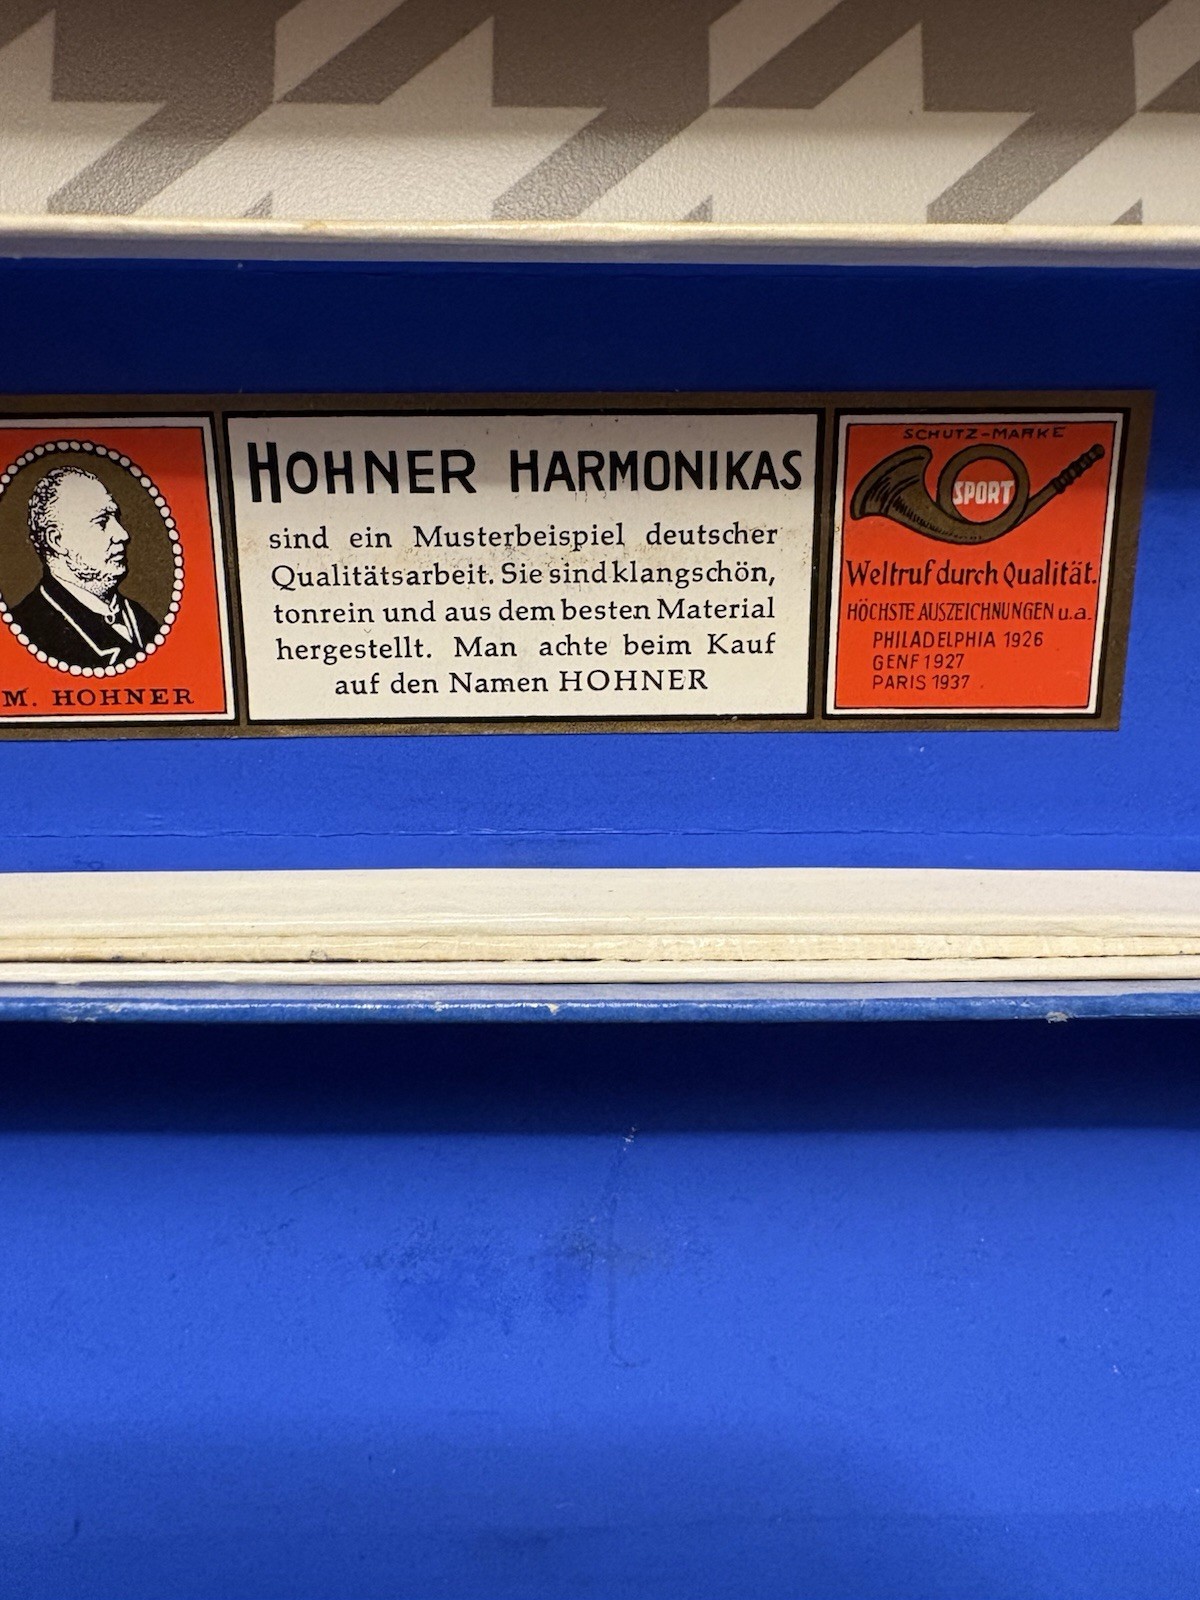 M. HOHNER
HOHNER HARMONIKAS
sind ein Musterbeispiel deutscher
Qualitätsarbeit. Sie sind klangschön,
tonrein und aus dem besten Material
hergestellt. Man achte beim Kauf
auf den Namen HOHNER
SCHUTZ-MARKE
SPORT
Weltruf durch Qualität.
HÖCHSTE AUSZEICHNUNGEN u.a.
PHILADELPHIA 1926
GENF 1927
PARIS 1937